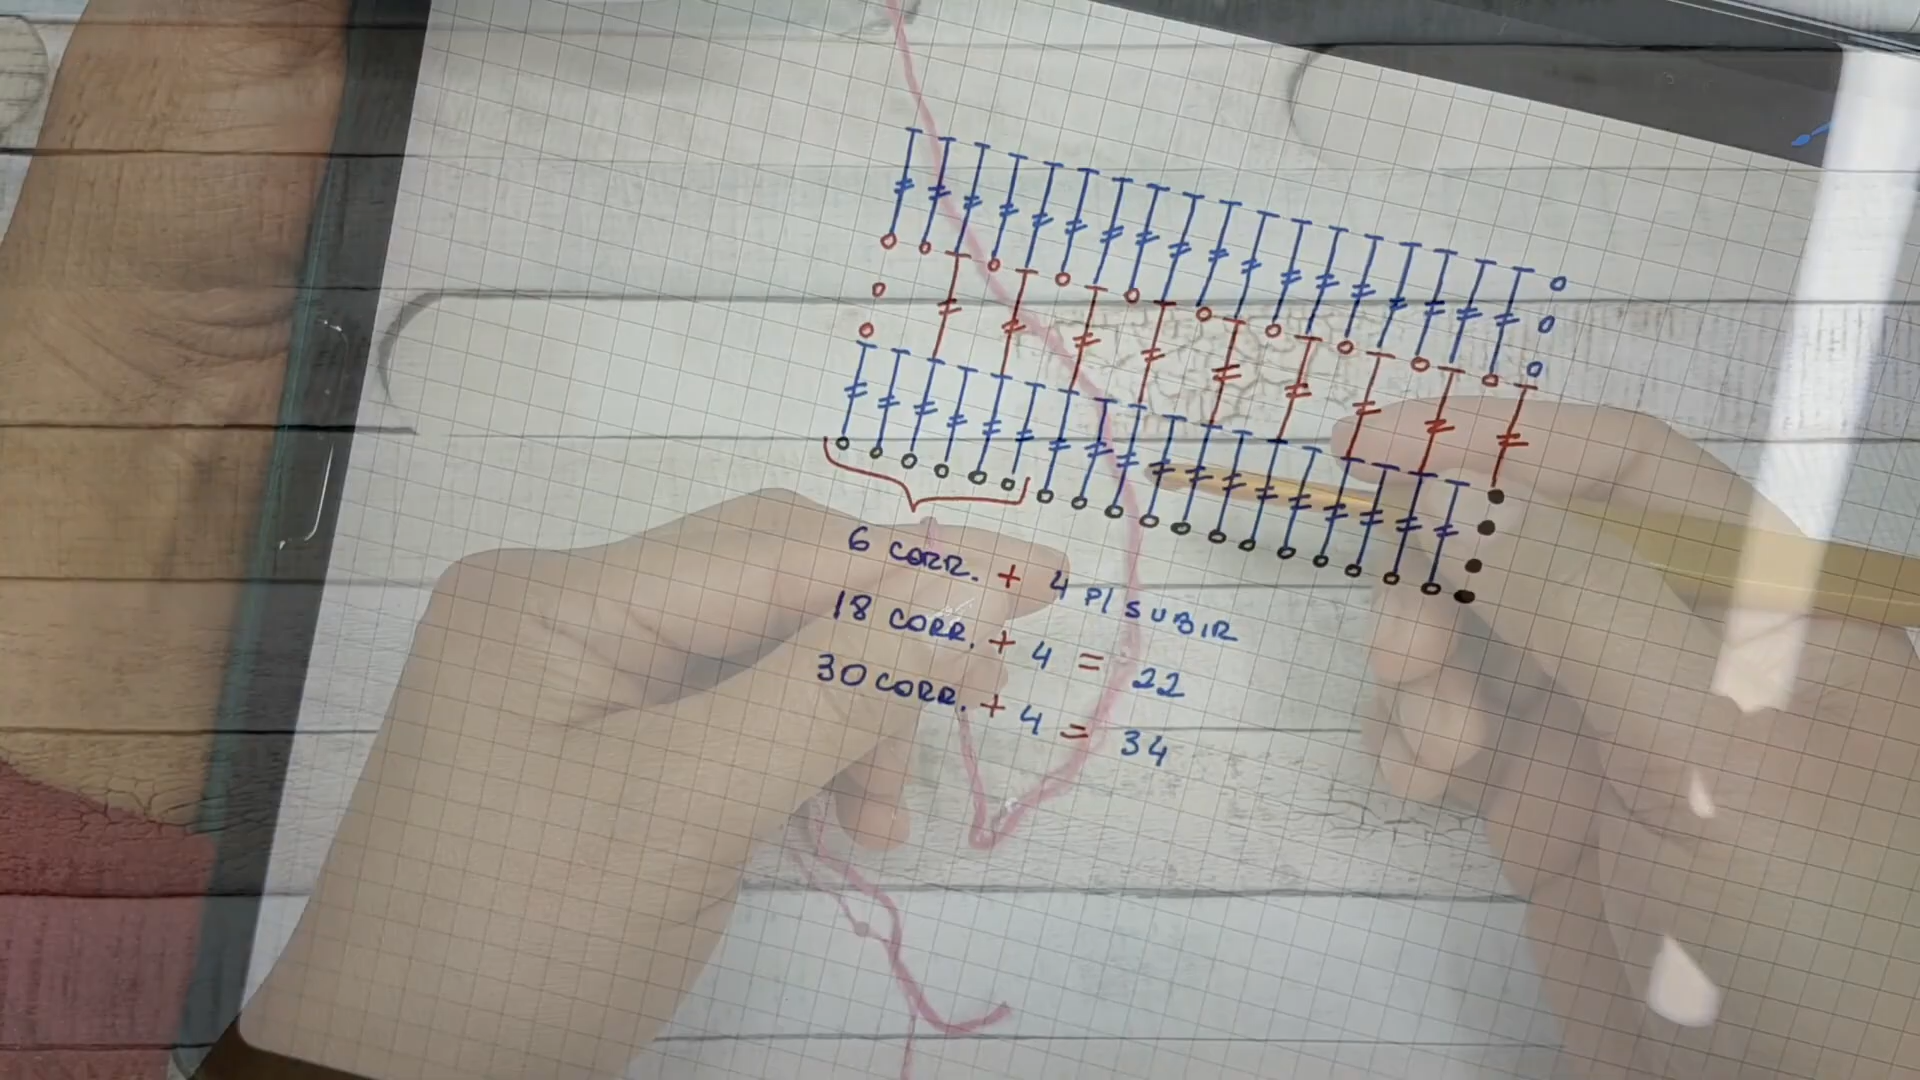 6 CORR. + 4 P/ SUBIR
18 CORR. + 4 = 22
30 CORR. + 4 = 34